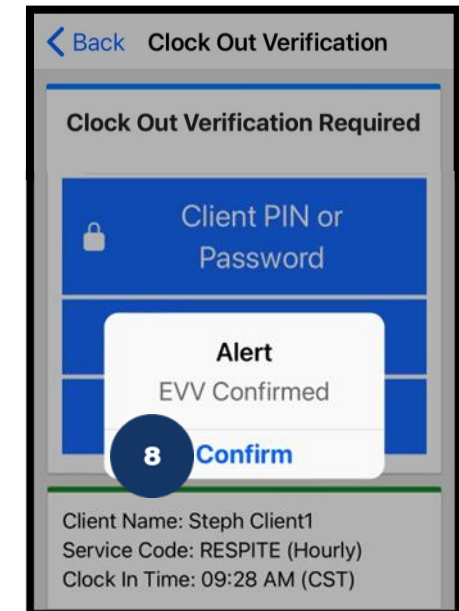 Back Clock Out Verification
Clock Out Verification Required
Client PIN or
Password
Alert
EVV Confirmed
8 Confirm
Client Name: Steph Client1
Service Code: RESPITE (Hourly)
Clock In Time: 09:28 AM (CST)